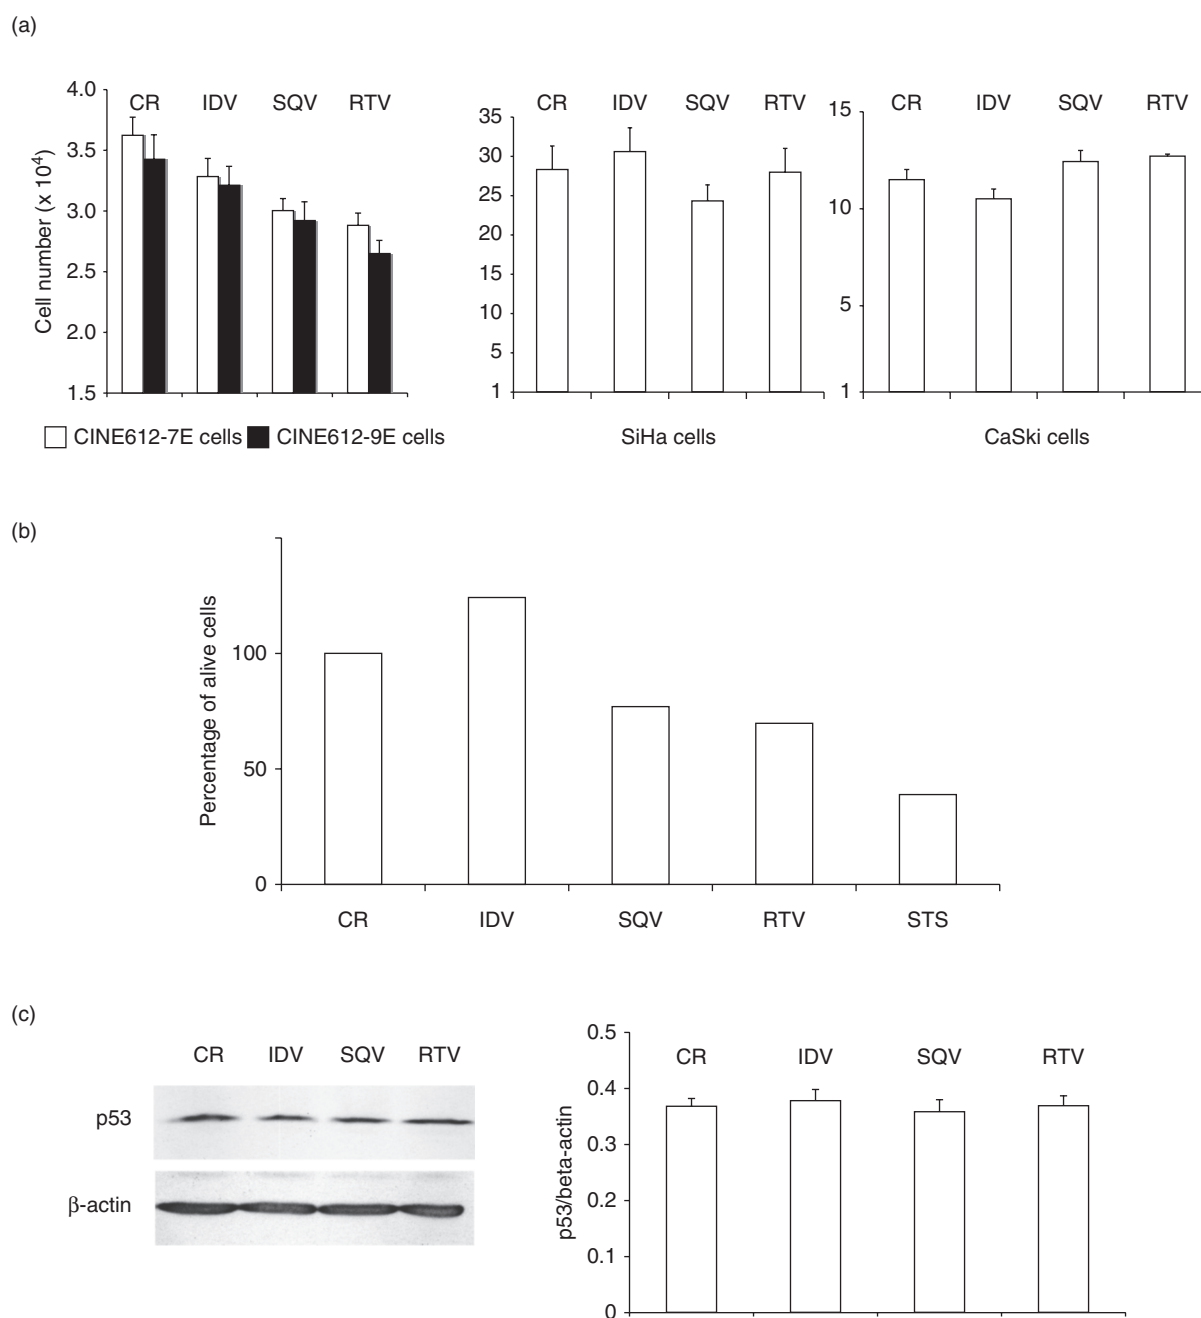 (a)
Cell number (x 10⁴)
4.0
3.5
3.0
2.5
2.0
1.5
CR IDV SQV RTV
CINE612-7E cells CINE612-9E cells
35
30
25
20
15
10
5
1
CR IDV SQV RTV
SiHa cells
15
10
5
1
CR IDV SQV RTV
CaSki cells
(b)
Percentage of alive cells
100
50
0
CR IDV SQV RTV STS
(c)
CR IDV SQV RTV
p53
β-actin
p53/beta-actin
0.5
0.4
0.3
0.2
0.1
0
CR IDV SQV RTV